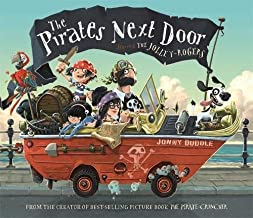 The
Pirates Next Door
Starring THE JOLLEY-ROGERS
JONNY DUDDLE
FROM THE CREATOR OF BEST-SELLING PICTURE BOOK THE PIRATE-CRUNCHER